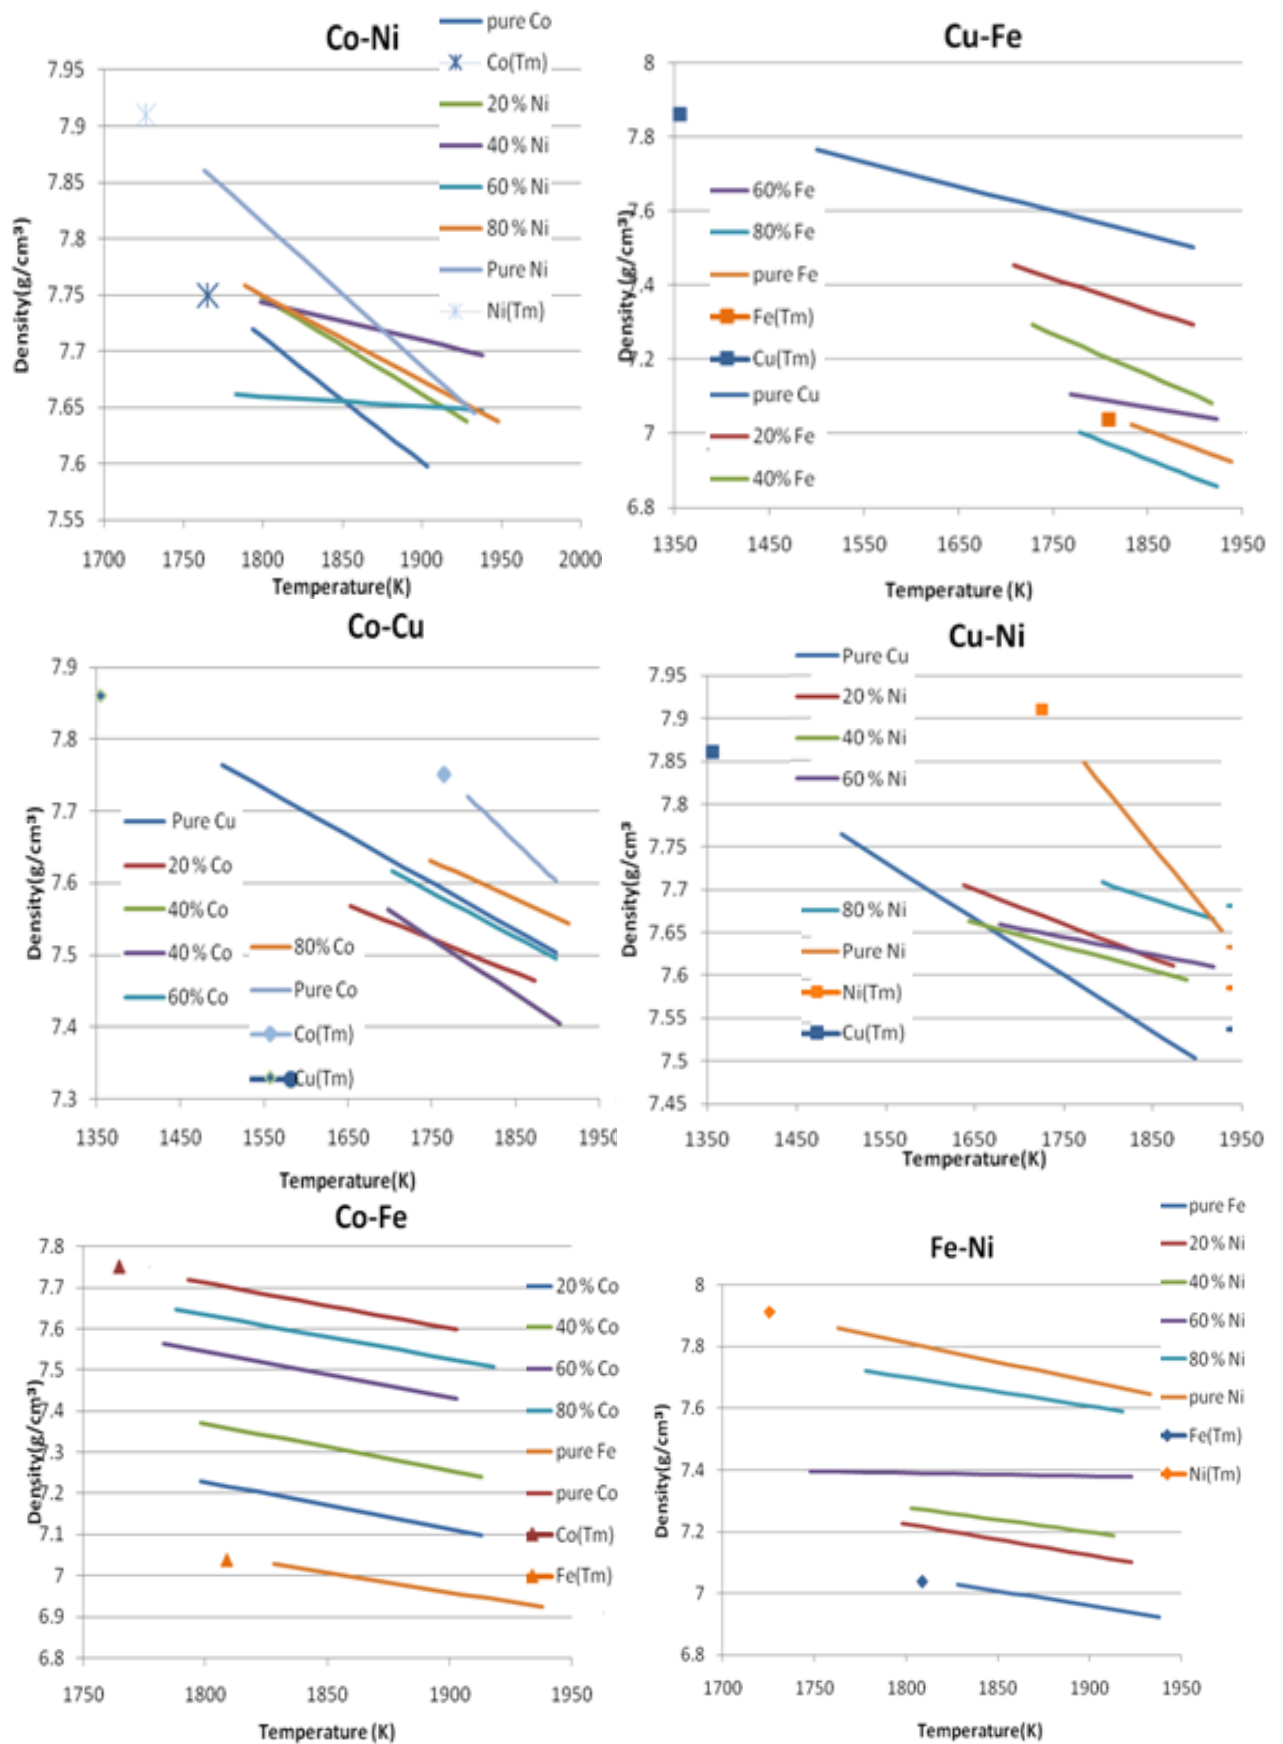 Co-Ni
7.95
7.9
7.85
7.8
7.75
7.7
7.65
7.6
7.55
Density(g/cm³)
1700 1750 1800 1850 1900 1950 2000
Temperature(K)
pure Co
Co(Tm)
20% Ni
40% Ni
60% Ni
80% Ni
Pure Ni
Ni(Tm)
Cu-Fe
8
7.8
7.6
7.4
7.2
7
6.8
Density(g/cm³)
1350 1450 1550 1650 1750 1850 1950
Temperature (K)
60% Fe
80% Fe
pure Fe
Fe(Tm)
Cu(Tm)
pure Cu
20% Fe
40% Fe
Co-Cu
7.9
7.8
7.7
7.6
7.5
7.4
7.3
Density(g/cm³)
1350 1450 1550 1650 1750 1850 1950
Temperature(K)
Pure Cu
20% Co
40% Co
40% Co
60% Co
80% Co
Pure Co
Co(Tm)
Cu(Tm)
Cu-Ni
7.95
7.9
7.85
7.8
7.75
7.7
7.65
7.6
7.55
7.5
7.45
Density(g/cm³
1350 1450 1550 1650 1750 1850 1950
Temperature(K)
Pure Cu
20% Ni
40% Ni
60% Ni
80% Ni
Pure Ni
Ni(Tm)
Cu(Tm)
Co-Fe
7.8
7.7
7.6
7.5
7.4
7.3
7.2
7.1
7
6.9
6.8
Density(g/cm³)
1750 1800 1850 1900 1950
Temperature (K)
20% Co
40% Co
60% Co
80% Co
pure Fe
pure Co
Co(Tm)
Fe(Tm)
Fe-Ni
8
7.8
7.6
7.4
7.2
7
6.8
Density(g/cm³)
1700 1750 1800 1850 1900 1950
Temperature(K)
pure Fe
20% Ni
40% Ni
60% Ni
80% Ni
pure Ni
Fe(Tm)
Ni(Tm)